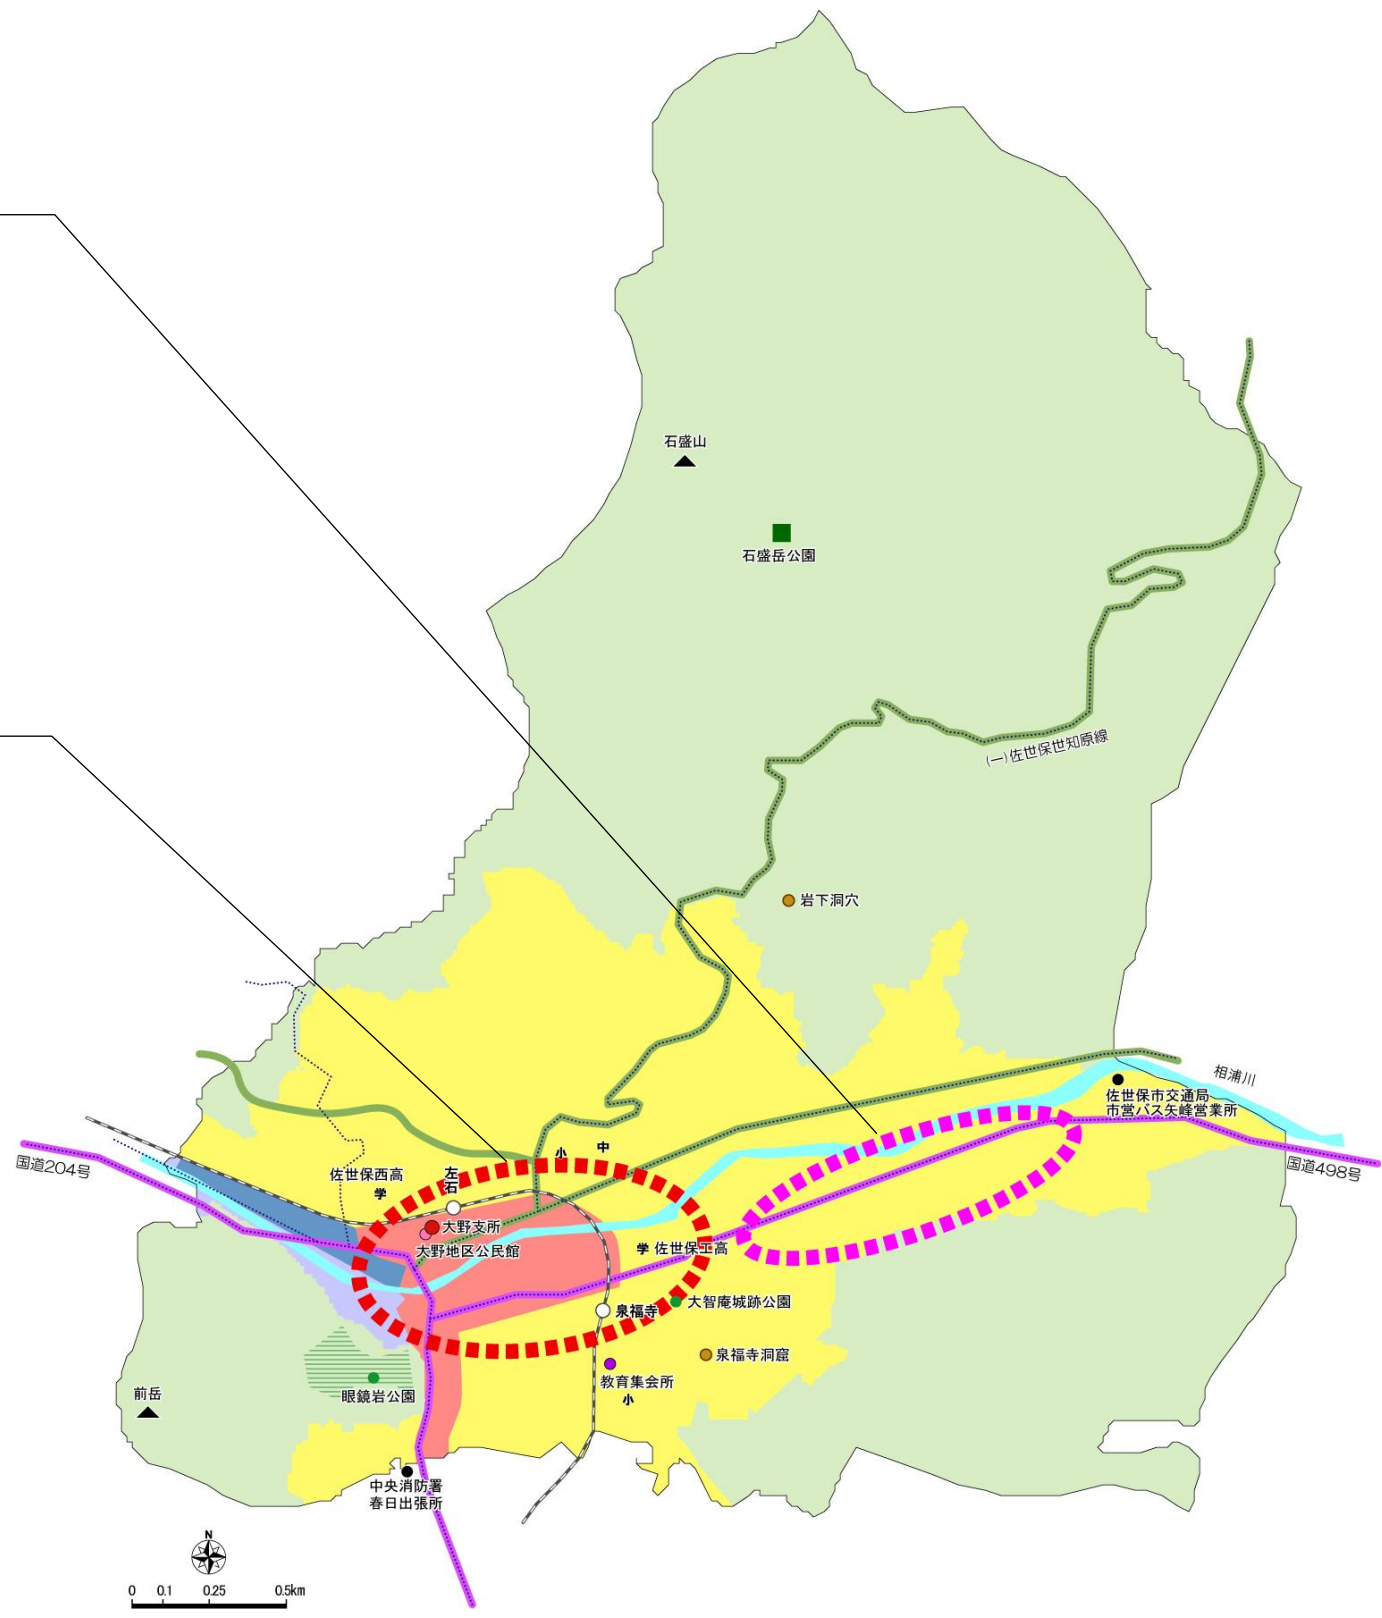 石盛山
石盛岳公園
(一)佐世保世知原線
岩下洞穴
相浦川
佐世保市交通局
市営バス矢峰営業所
国道204号
国道498号
佐世保西高
学
左石
小
中
大野支所
大野地区公民館
学 佐世保工高
大智庵城跡公園
泉福寺
泉福寺洞窟
教育集会所
小
眼鏡岩公園
前岳
中央消防署
春日出張所
N
0 0.1 0.25 0.5km